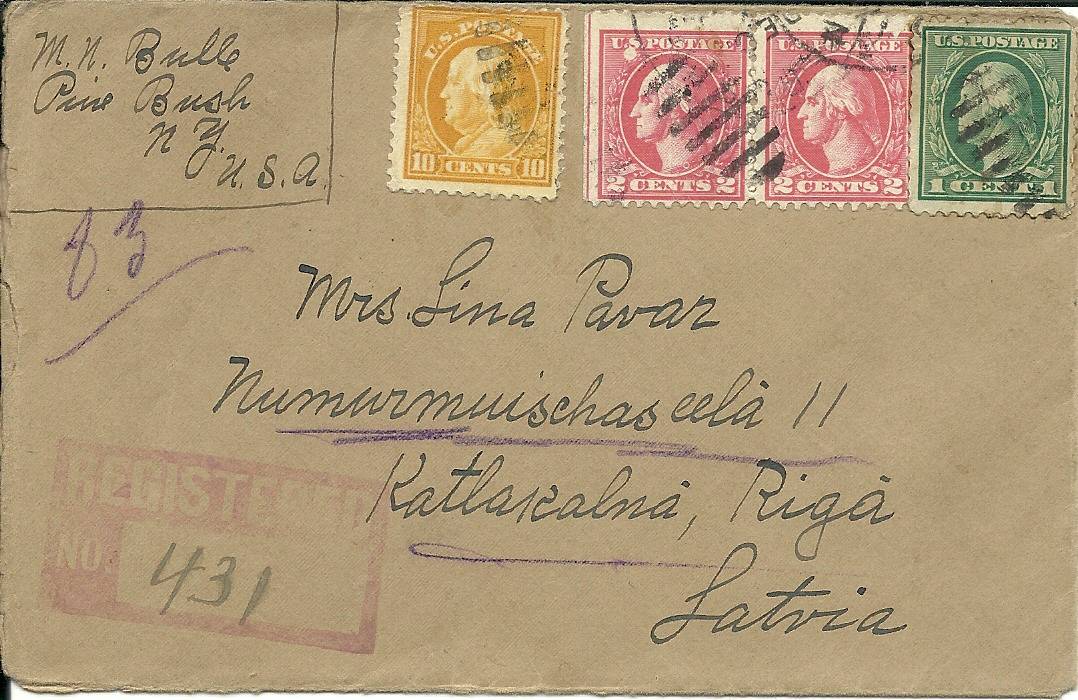 M. N. Bulle
Pine Bush
N. Y.
U. S. A.
U.S. POSTAGE
10 CENTS 10
U.S. POSTAGE
2 CENTS 2
U.S. POSTAGE
2 CENTS 2
U.S. POSTAGE
1 CENT 1
83
Mrs. Lina Pavar
Numurmuischas eelā 11
Katlakalnā, Rigā
Latvia
REGISTERED
NO. 431